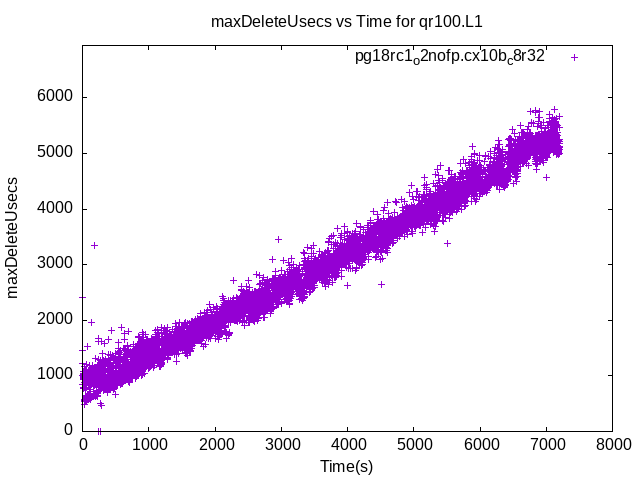 maxDeleteUsecs vs Time for qr100.L1
pg18rc1o2nofp.cx10bc8r32
6000
5000
4000
3000
2000
1000
0
maxDeleteUsecs
0 1000 2000 3000 4000 5000 6000 7000 8000
Time(s)